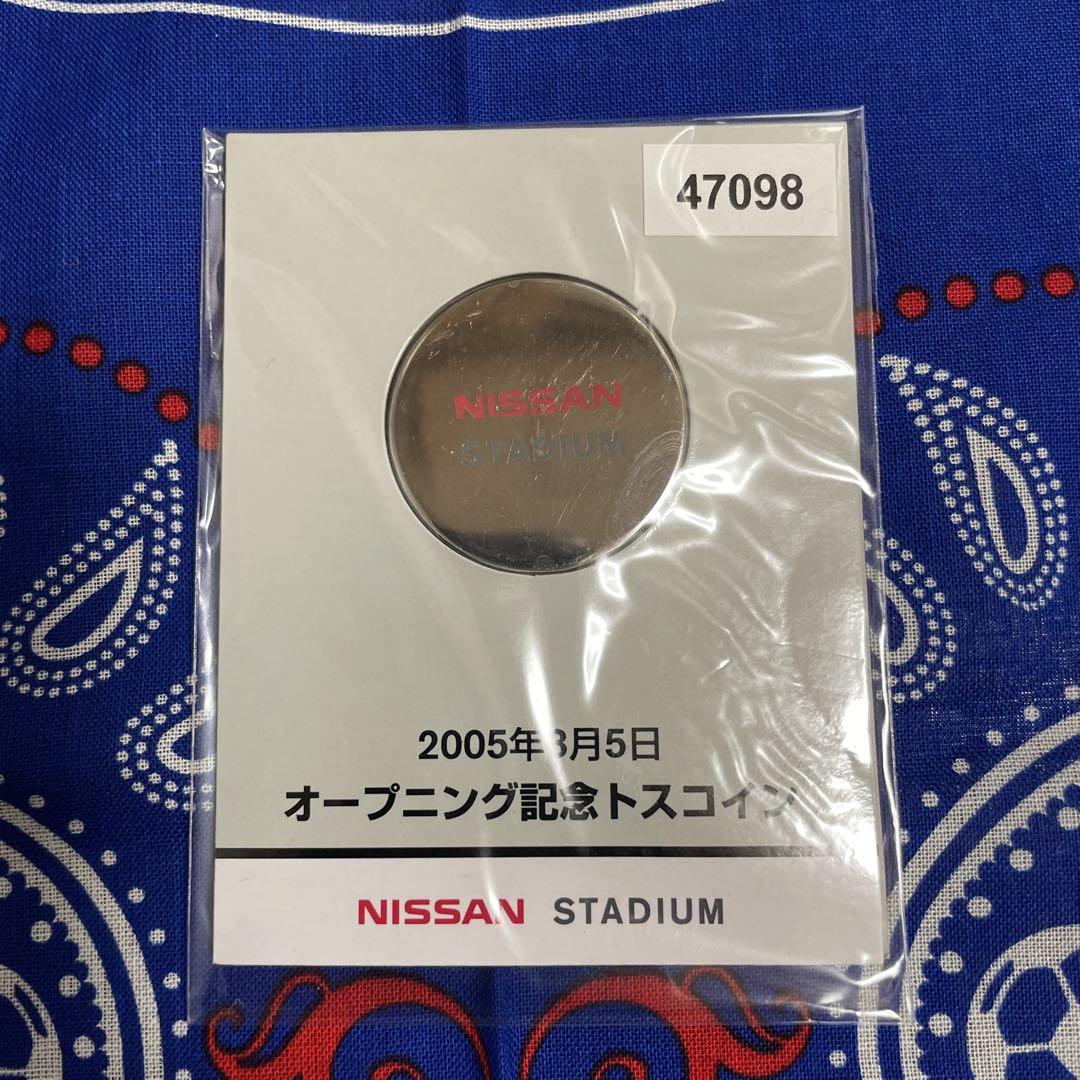 47098
NISSAN
STADIUM
2005年3月5日
オープニング記念トスコイン
NISSAN STADIUM